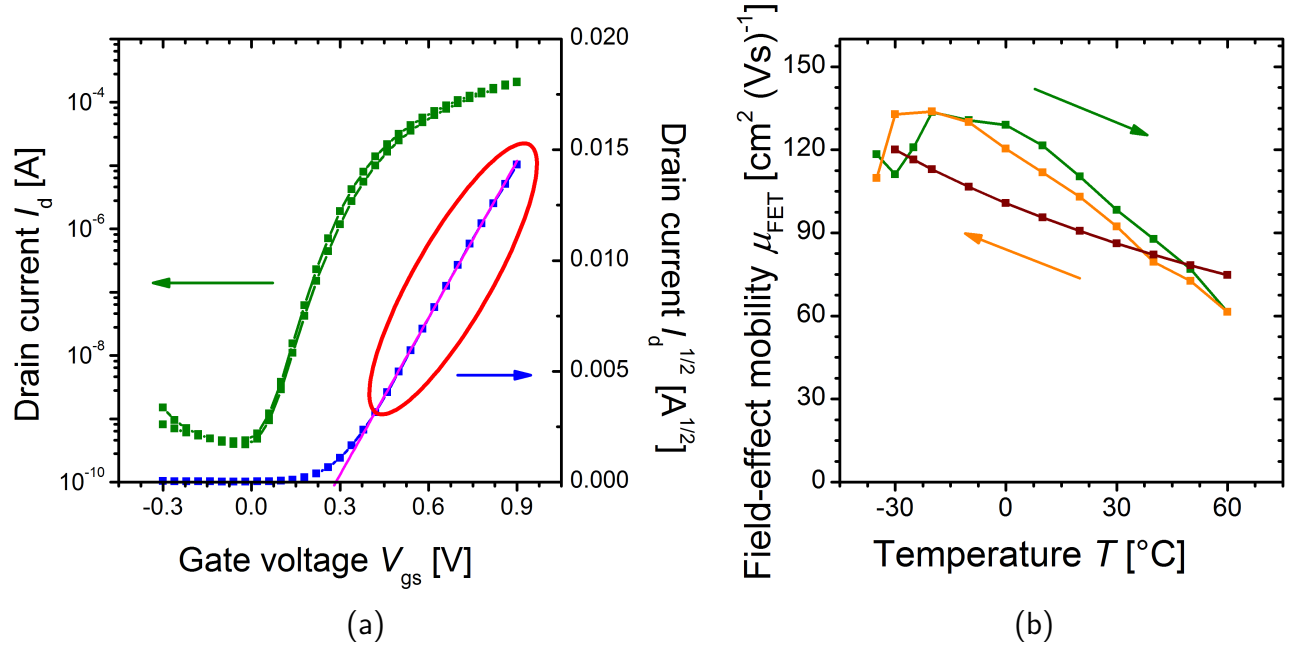 Drain current I_d [A]
10^-4
10^-6
10^-8
10^-10
-0.3 0.0 0.3 0.6 0.9
Gate voltage V_gs [V]
0.020
0.015
0.010
0.005
0.000
Drain current I_d^1/2 [A^1/2]
(a)
Field-effect mobility μ_FET [cm^2 (Vs)^-1]
150
120
90
60
30
0
-30 0 30 60
Temperature T [°C]
(b)